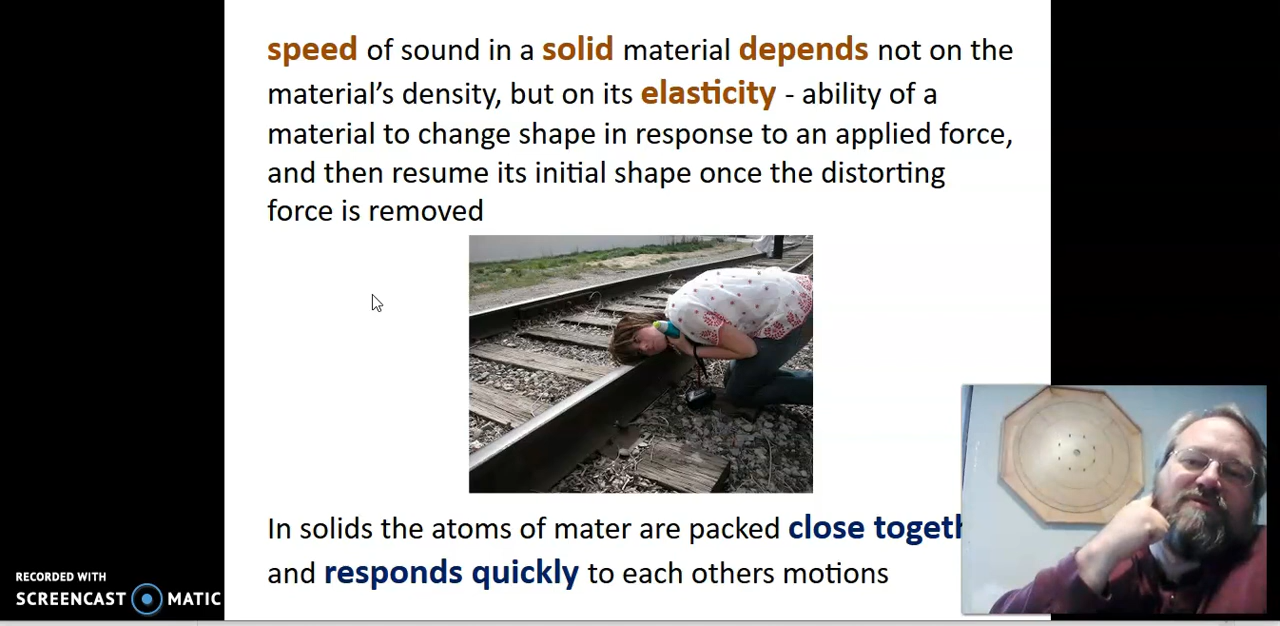 speed of sound in a solid material depends not on the
material's density, but on its elasticity - ability of a
material to change shape in response to an applied force,
and then resume its initial shape once the distorting
force is removed
In solids the atoms of mater are packed close togeth
and responds quickly to each others motions
RECORDED WITH
SCREENCAST MATIC